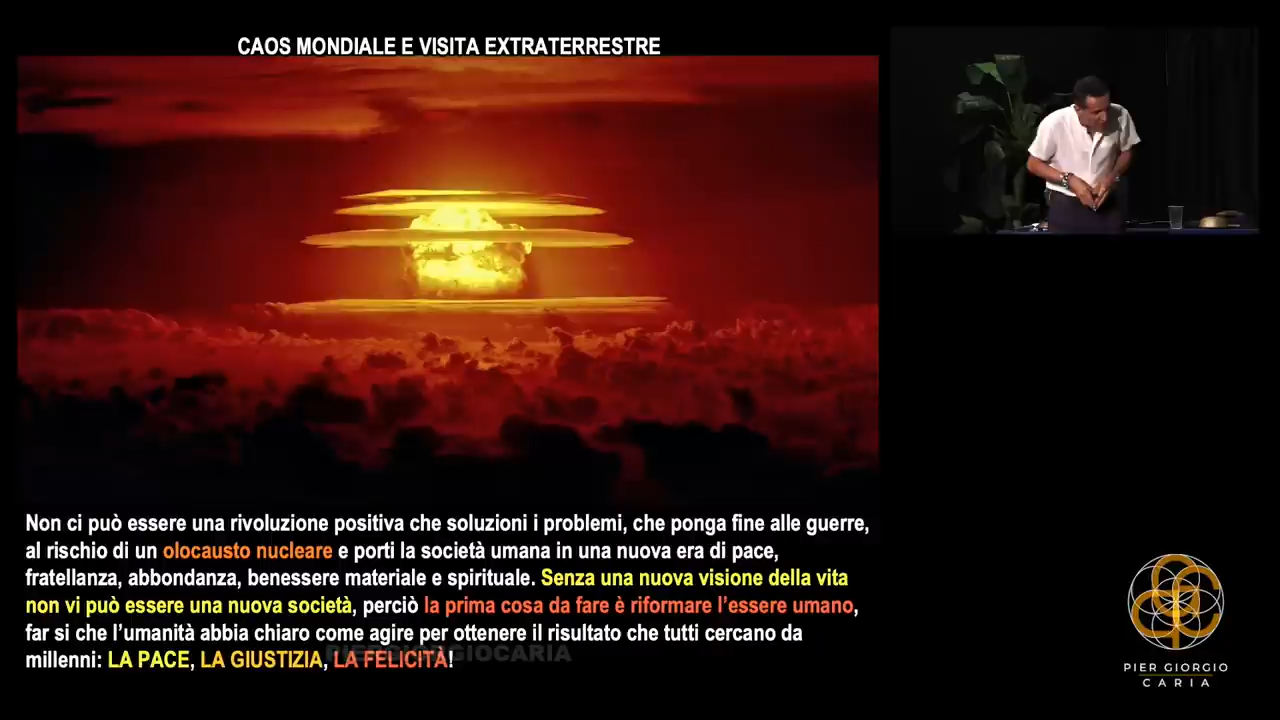 CAOS MONDIALE E VISITA EXTRATERRESTRE
Non ci può essere una rivoluzione positiva che soluzioni i problemi, che ponga fine alle guerre,
al rischio di un olocausto nucleare e porti la società umana in una nuova era di pace,
fratellanza, abbondanza, benessere materiale e spirituale. Senza una nuova visione della vita
non vi può essere una nuova società, perciò la prima cosa da fare è riformare l'essere umano,
far si che l'umanità abbia chiaro come agire per ottenere il risultato che tutti cercano da
millenni: LA PACE, LA GIUSTIZIA, LA FELICITÀ!
PIERGIORGIOCARIA
PIER GIORGIO
CARIA